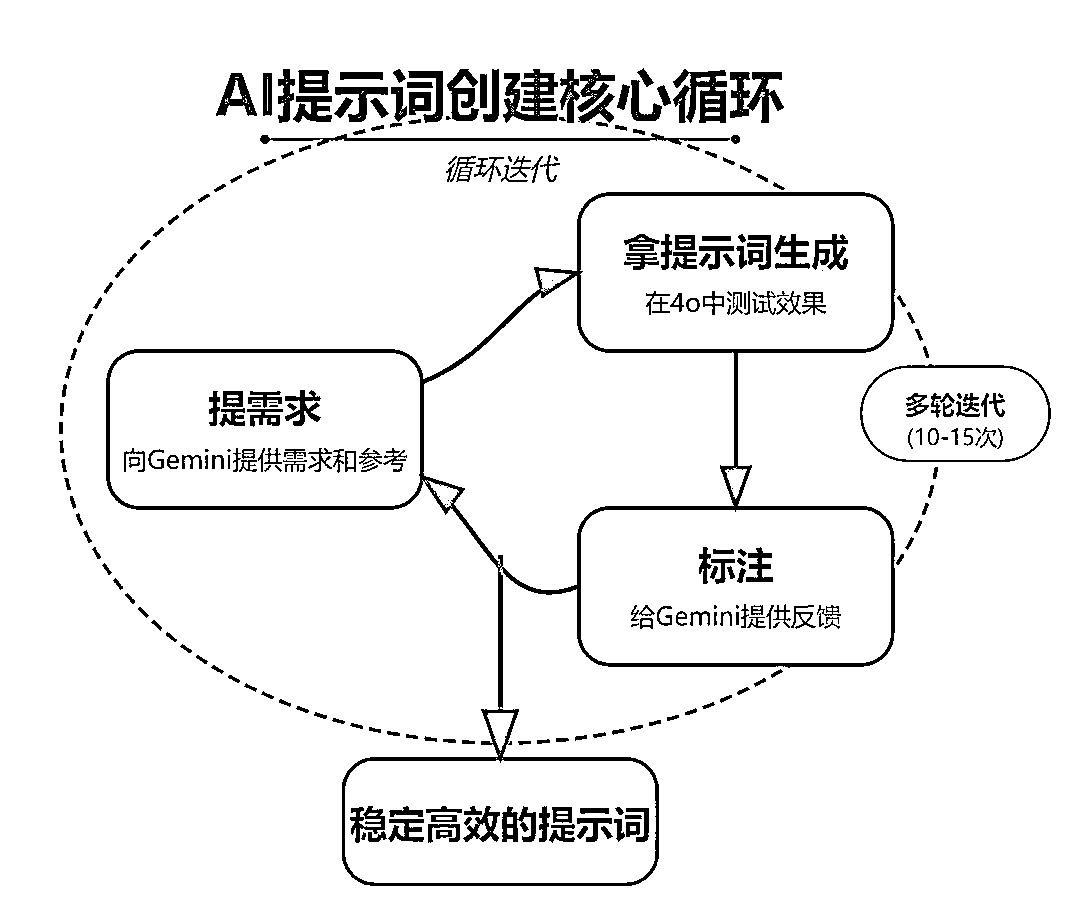 AI提示词创建核心循环
循环迭代
拿提示词生成
在4o中测试效果
提需求
向Gemini提供需求和参考
多轮迭代
(10-15次)
标注
给Gemini提供反馈
稳定高效的提示词